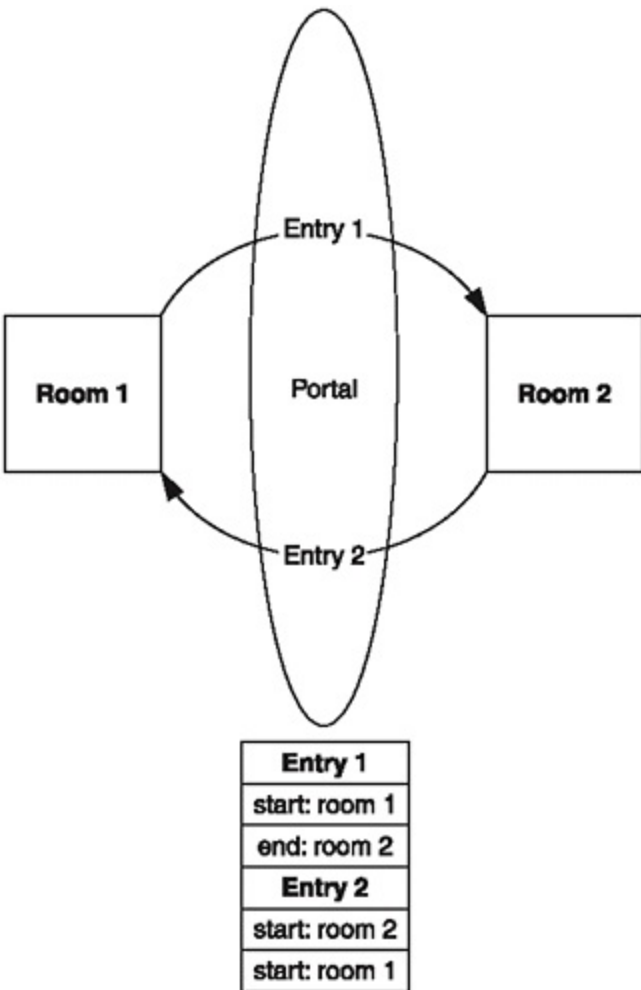 Entry 1
Room 1
Portal
Room 2
Entry 2
Entry 1
start: room 1
end: room 2
Entry 2
start: room 2
start: room 1